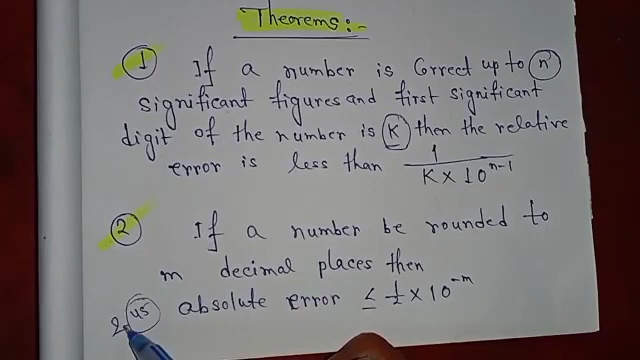 Theorems:-
① If a number is Correct up to n
significant figures and first significant
digit of the number is K then the relative
error is less than 1/(K×10^(n-1))
② If a number be rounded to
m decimal places then
absolute error ≤ 1/2 × 10^(-m)
2.45